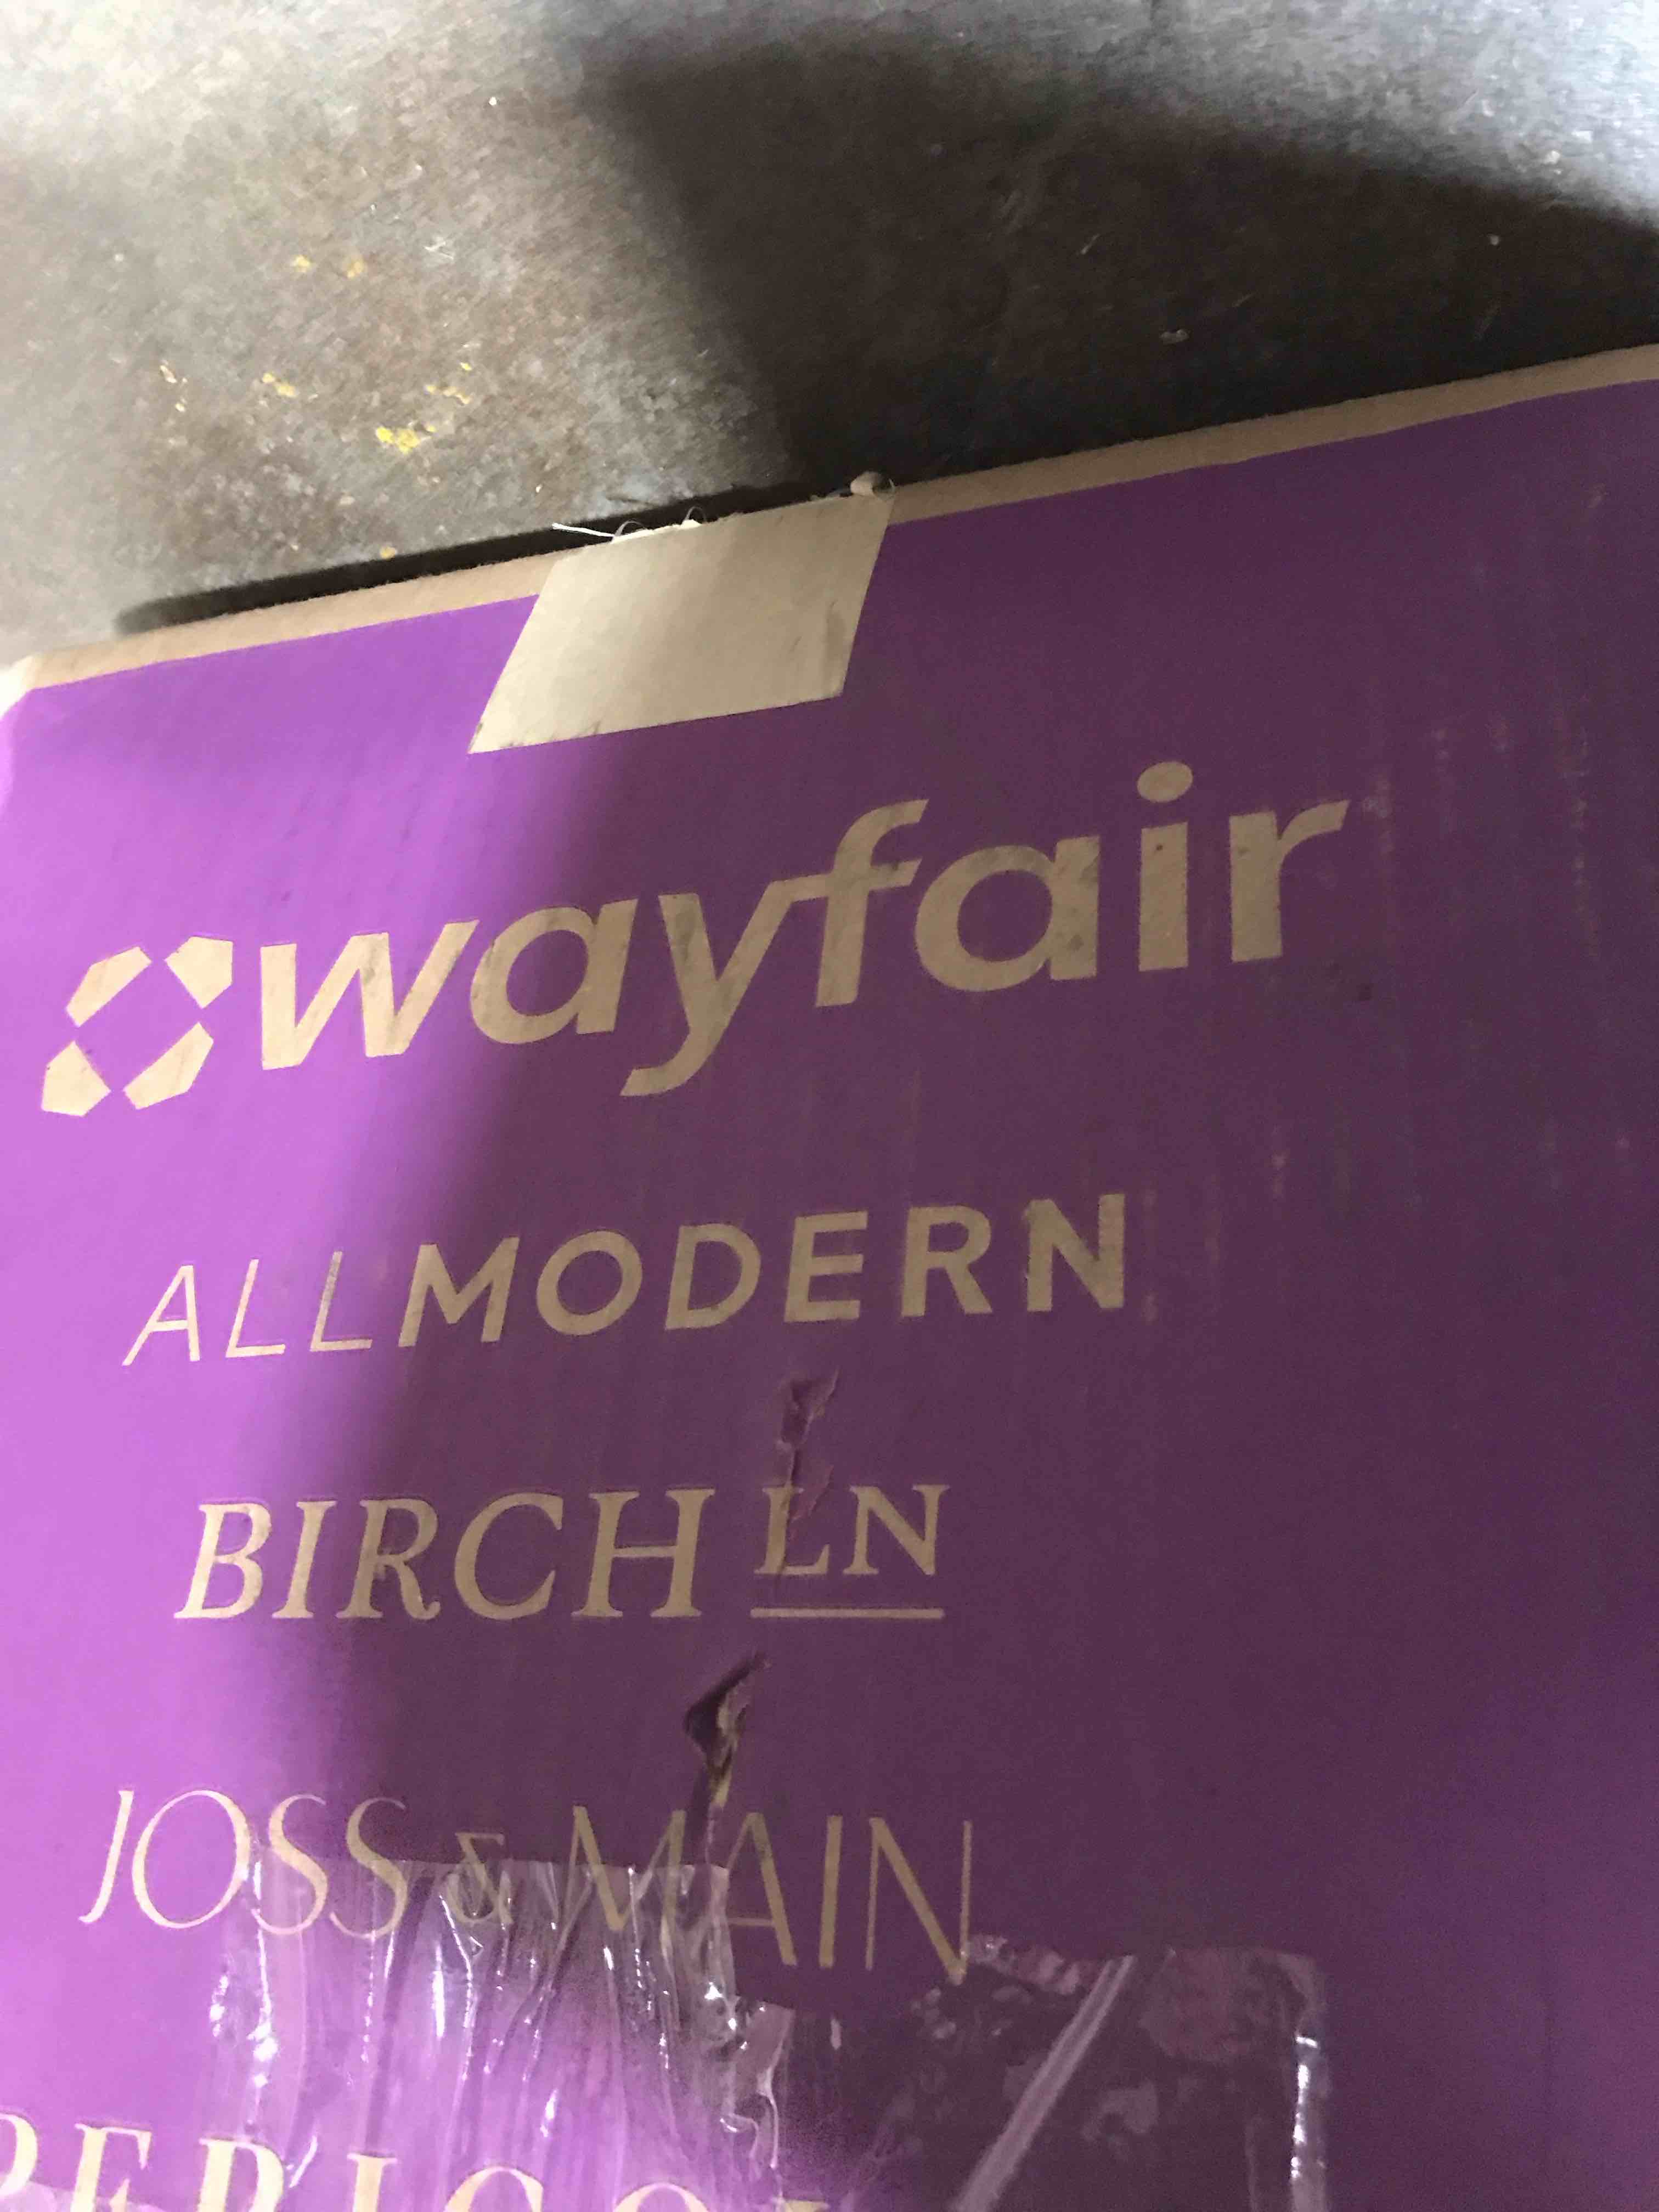 wayfair
ALLMODERN
BIRCH LN
JOSS & MAIN